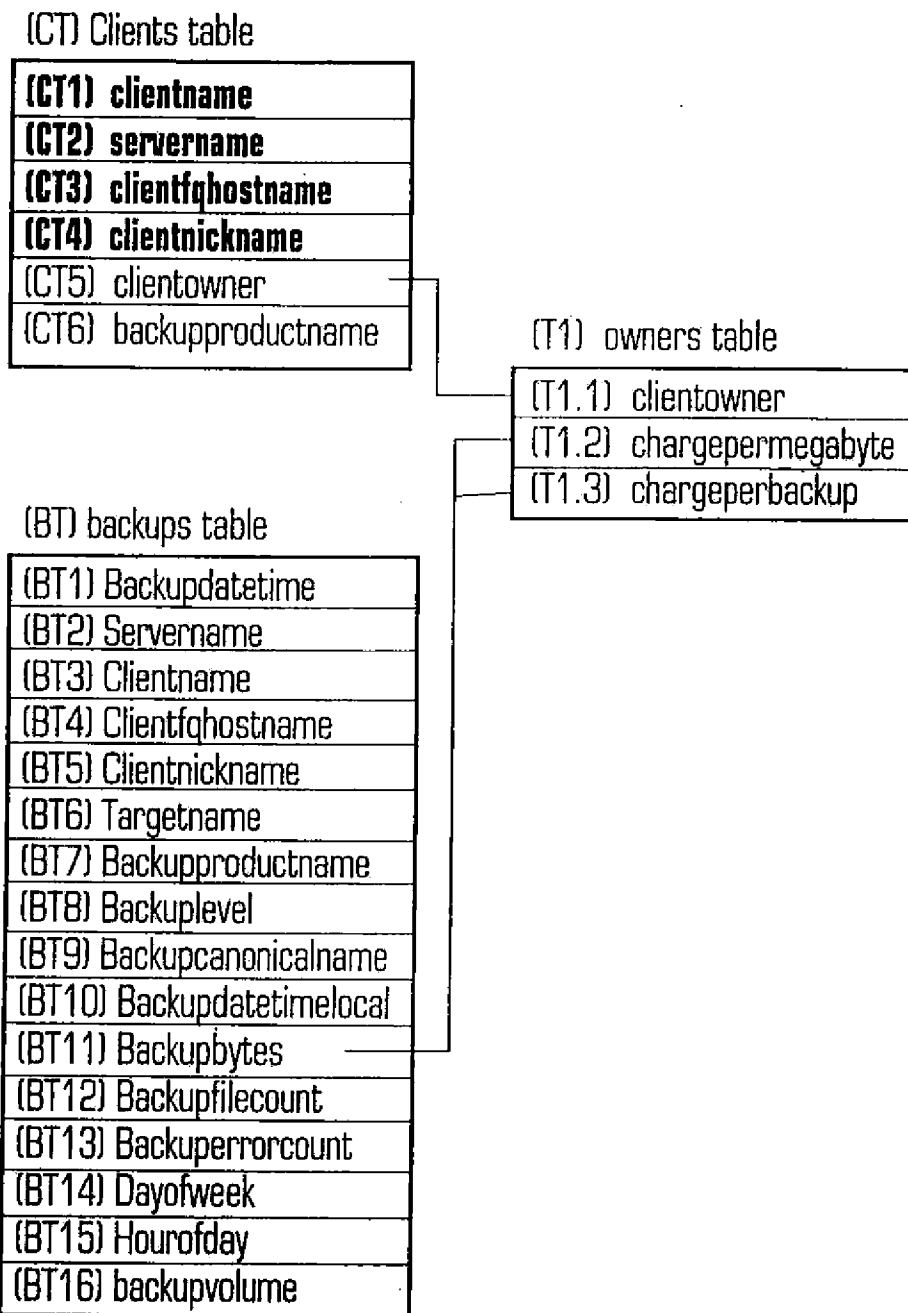 (CT) Clients table
(CT1) clientname
(CT2) servername
(CT3) clientfqhostname
(CT4) clientnickname
(CT5) clientowner
(CT6) backupproductname
(T1) owners table
(T1.1) clientowner
(T1.2) chargepermegabyte
(T1.3) chargeperbackup
(BT) backups table
(BT1) Backupdatetime
(BT2) Servername
(BT3) Clientname
(BT4) Clientfqhostname
(BT5) Clientnickname
(BT6) Targetname
(BT7) Backupproductname
(BT8) Backuplevel
(BT9) Backupcanonicalname
(BT10) Backupdatetimelocal
(BT11) Backupbytes
(BT12) Backupfilecount
(BT13) Backuperrorcount
(BT14) Dayofweek
(BT15) Hourofday
(BT16) backupvolume